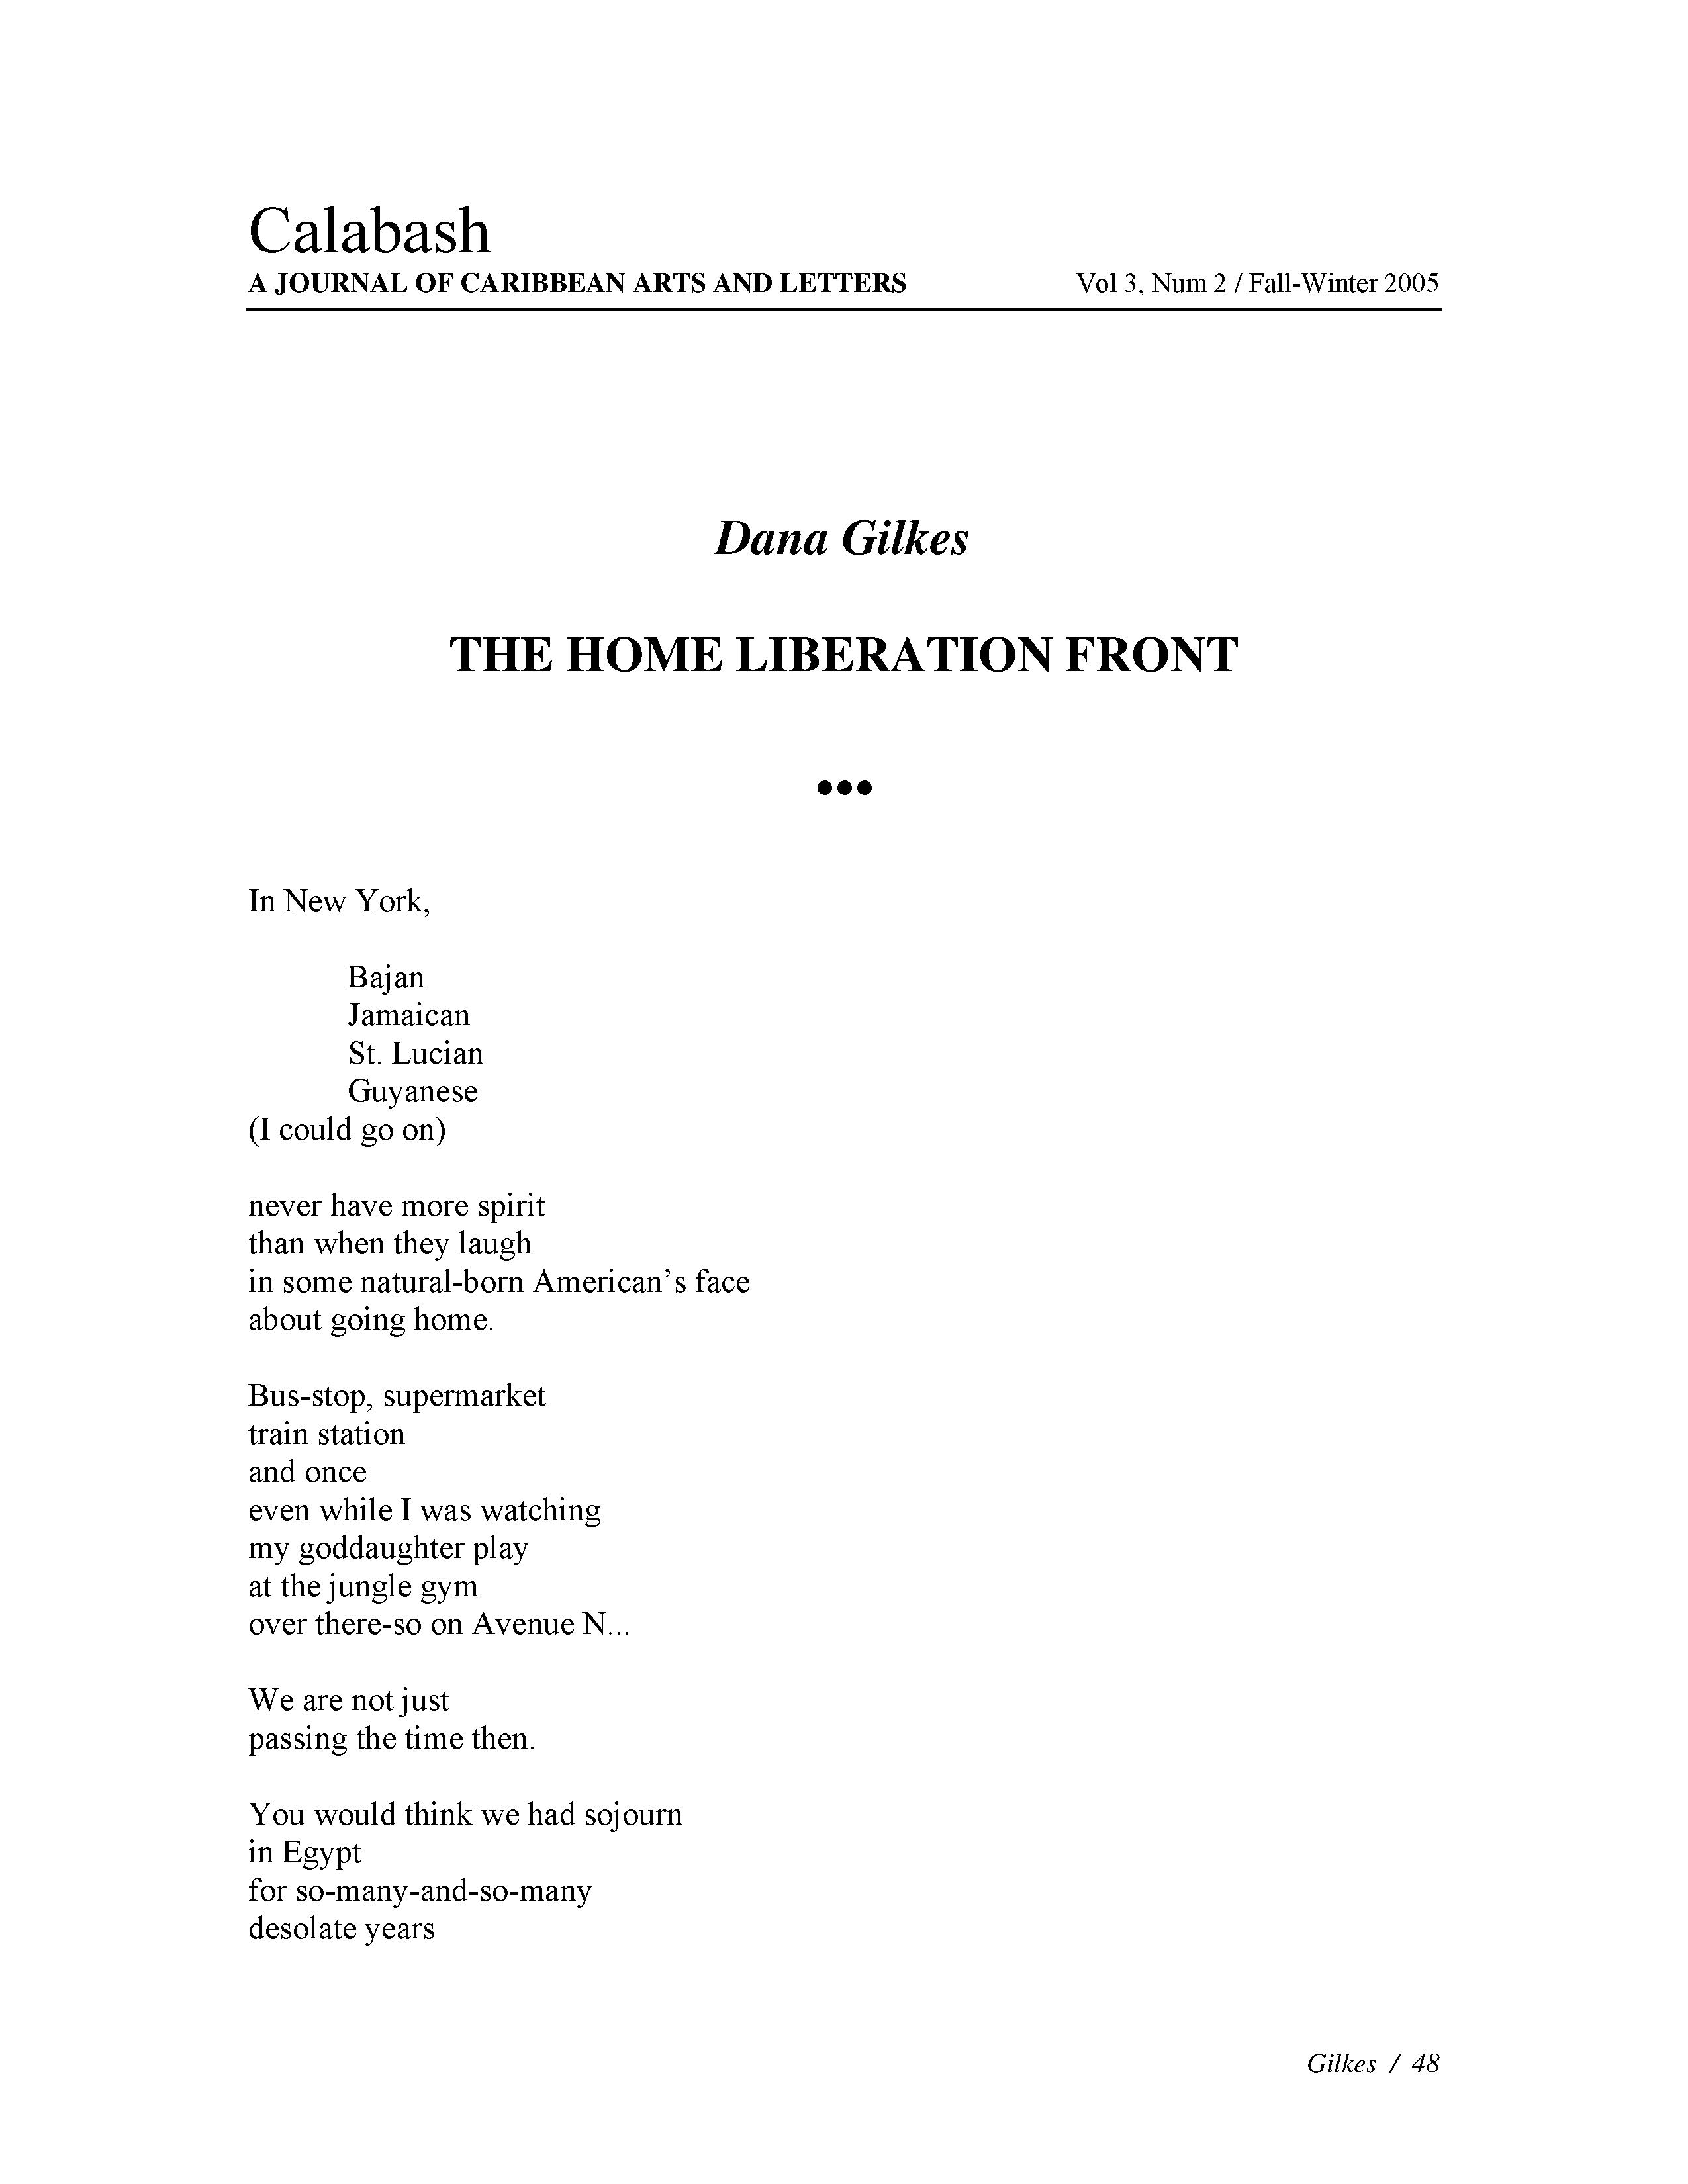 Calabash
A JOURNAL OF CARIBBEAN ARTS AND LETTERS Vol 3, Num 2 / Fall-Winter 2005
Dana Gilkes
THE HOME LIBERATION FRONT
•••
In New York,
Bajan
Jamaican
St. Lucian
Guyanese
(I could go on)
never have more spirit
than when they laugh
in some natural-born American’s face
about going home.
Bus-stop, supermarket
train station
and once
even while I was watching
my goddaughter play
at the jungle gym
over there-so on Avenue N...
We are not just
passing the time then.
You would think we had sojourn
in Egypt
for so-many-and-so-many
desolate years
Gilkes / 48